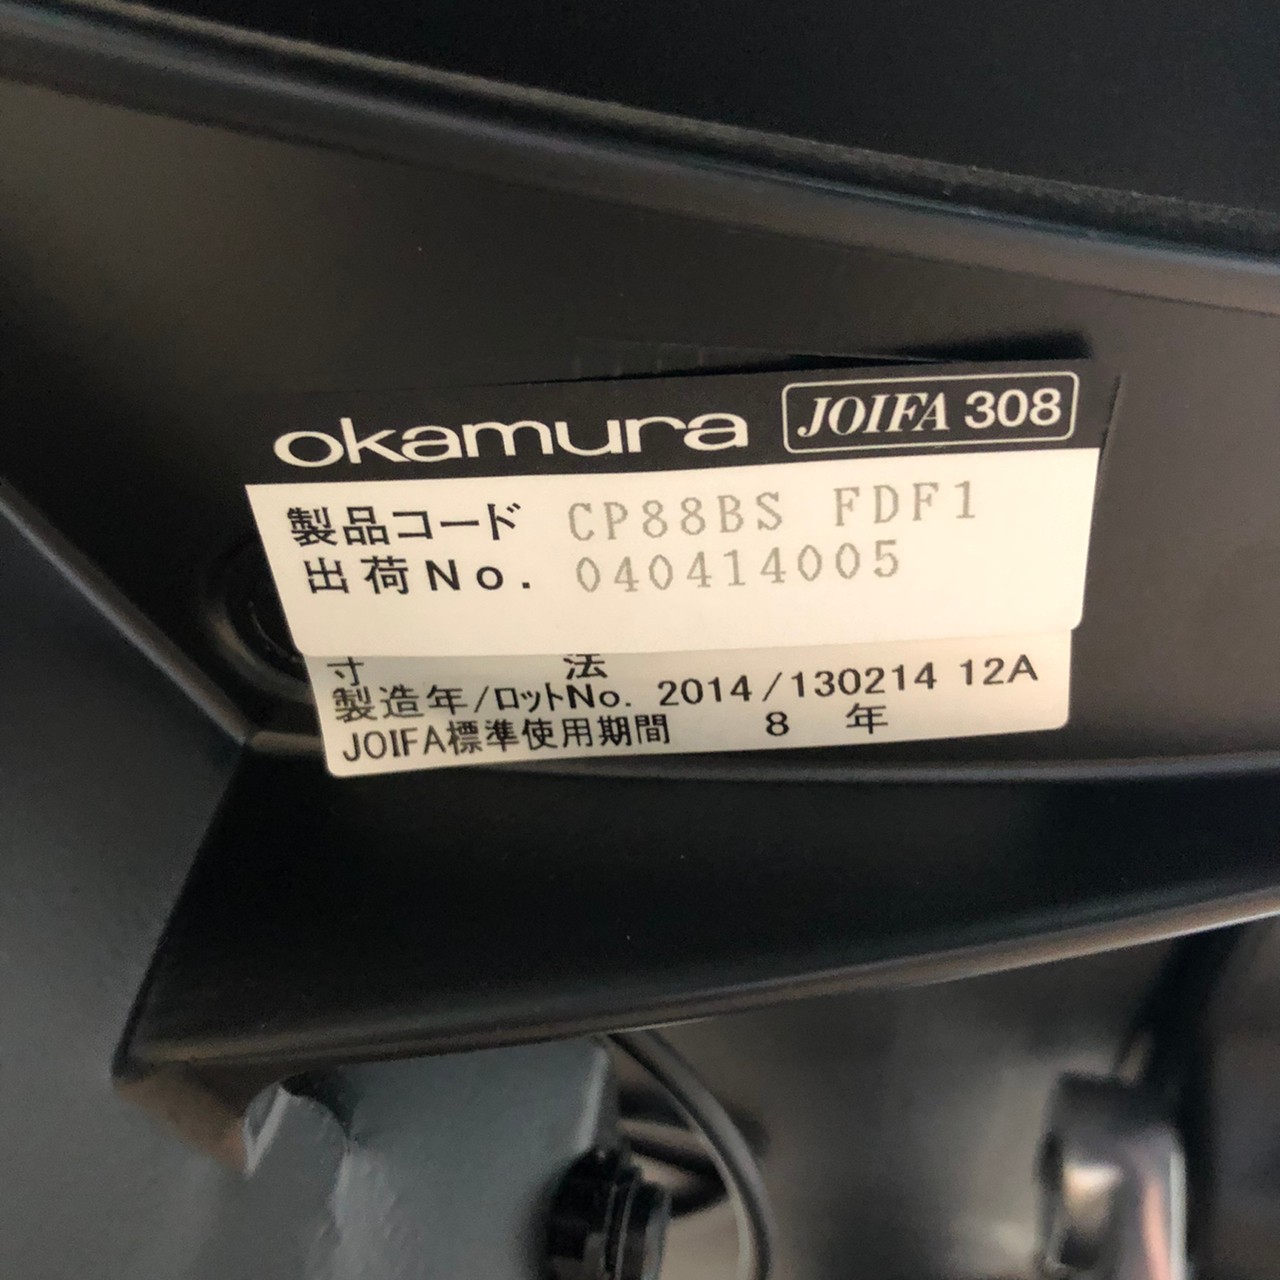 okamura JOIFA 308
製品コード CP88BS FDF1
出荷No. 040414005
寸 法
製造年/ロットNo. 2014/130214 12A
JOIFA標準使用期間 8 年